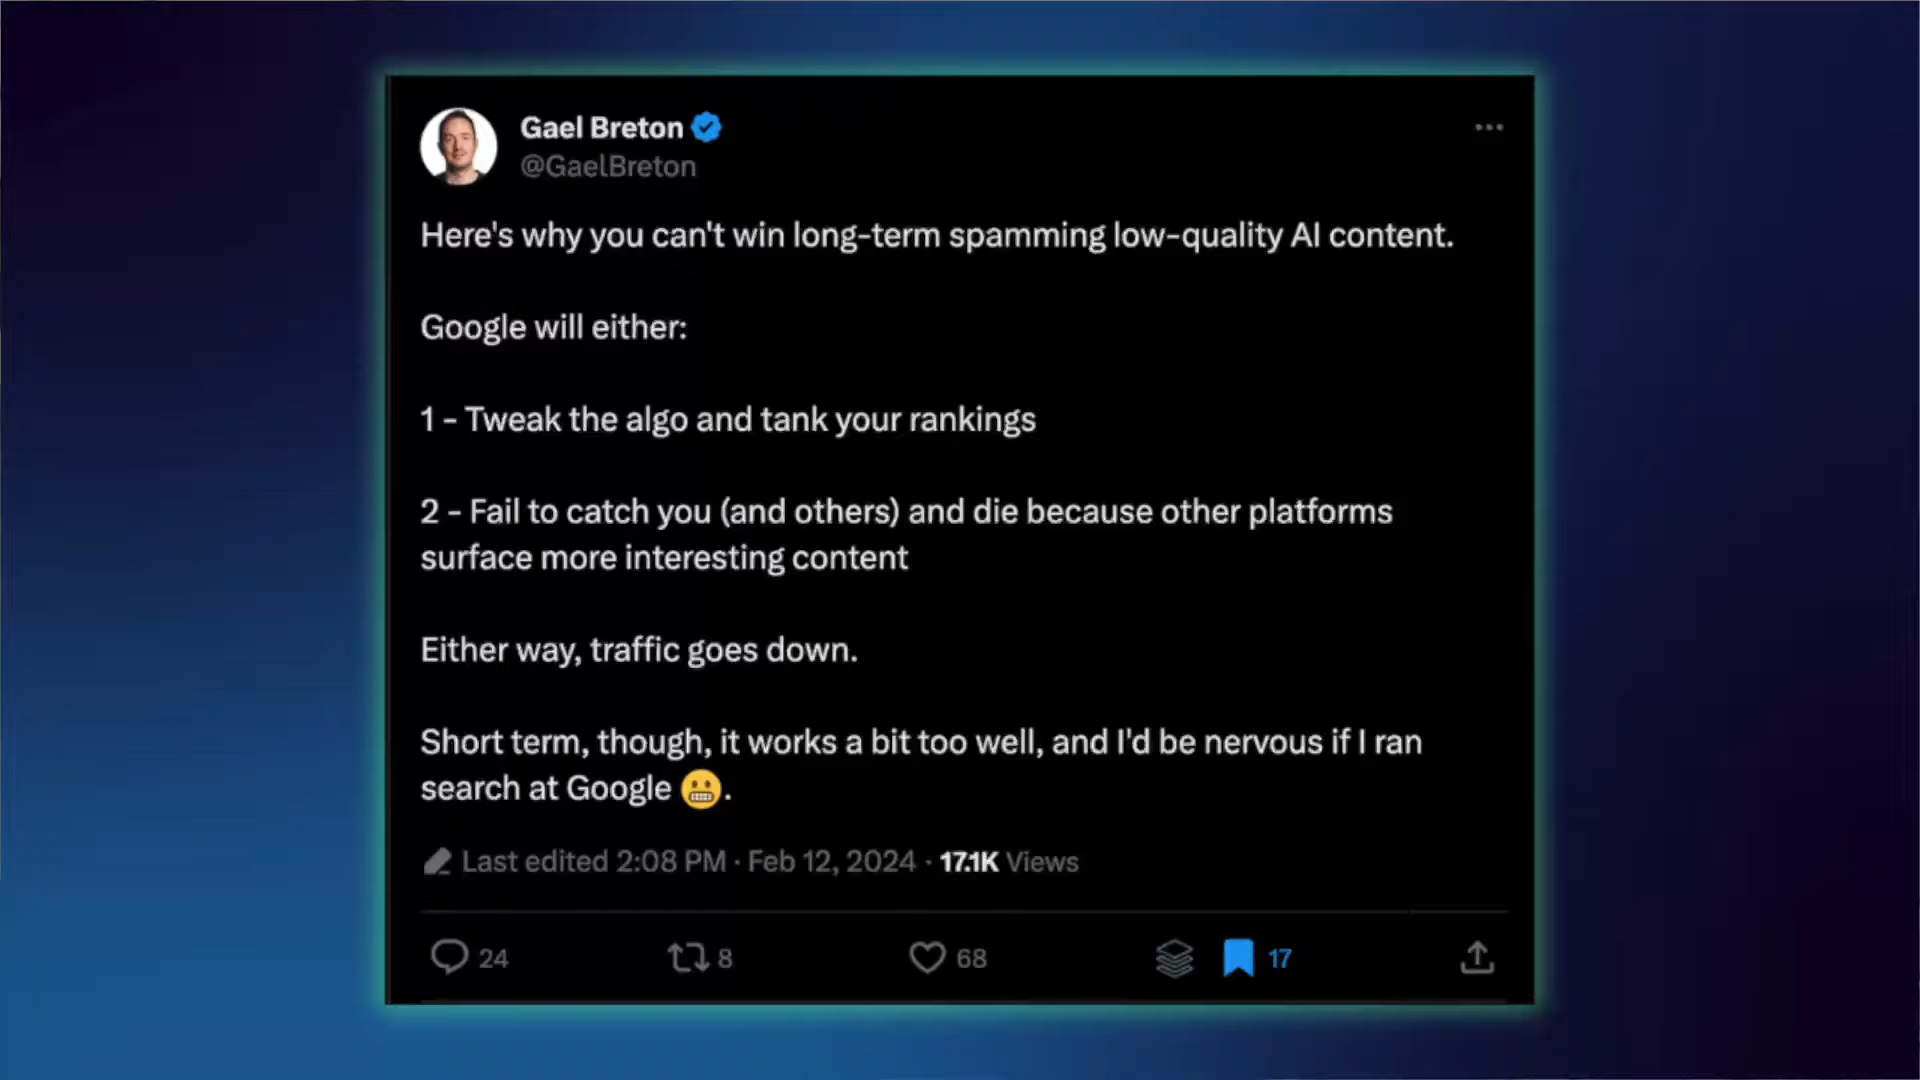 Gael Breton
@GaelBreton
Here's why you can't win long-term spamming low-quality AI content.
Google will either:
1 - Tweak the algo and tank your rankings
2 - Fail to catch you (and others) and die because other platforms
surface more interesting content
Either way, traffic goes down.
Short term, though, it works a bit too well, and I'd be nervous if I ran
search at Google 😬.
Last edited 2:08 PM · Feb 12, 2024 · 17.1K Views
24 8 68 17